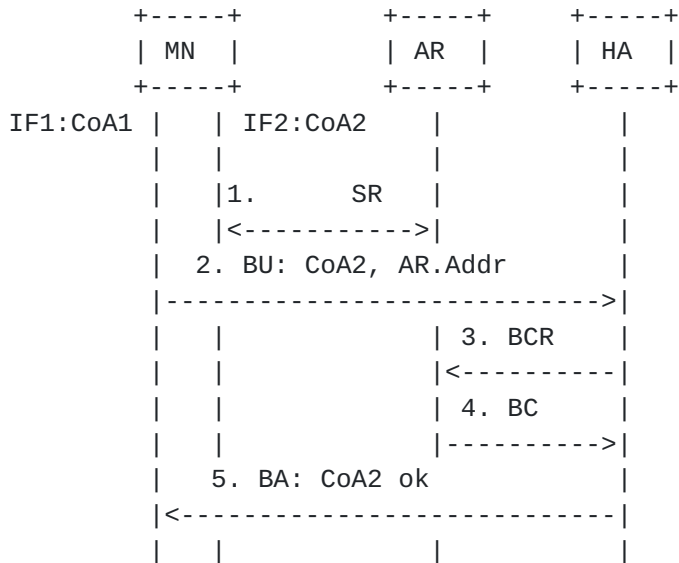 MN AR HA
IF1:CoA1 IF2:CoA2
1. SR
2. BU: CoA2, AR.Addr
3. BCR
4. BC
5. BA: CoA2 ok